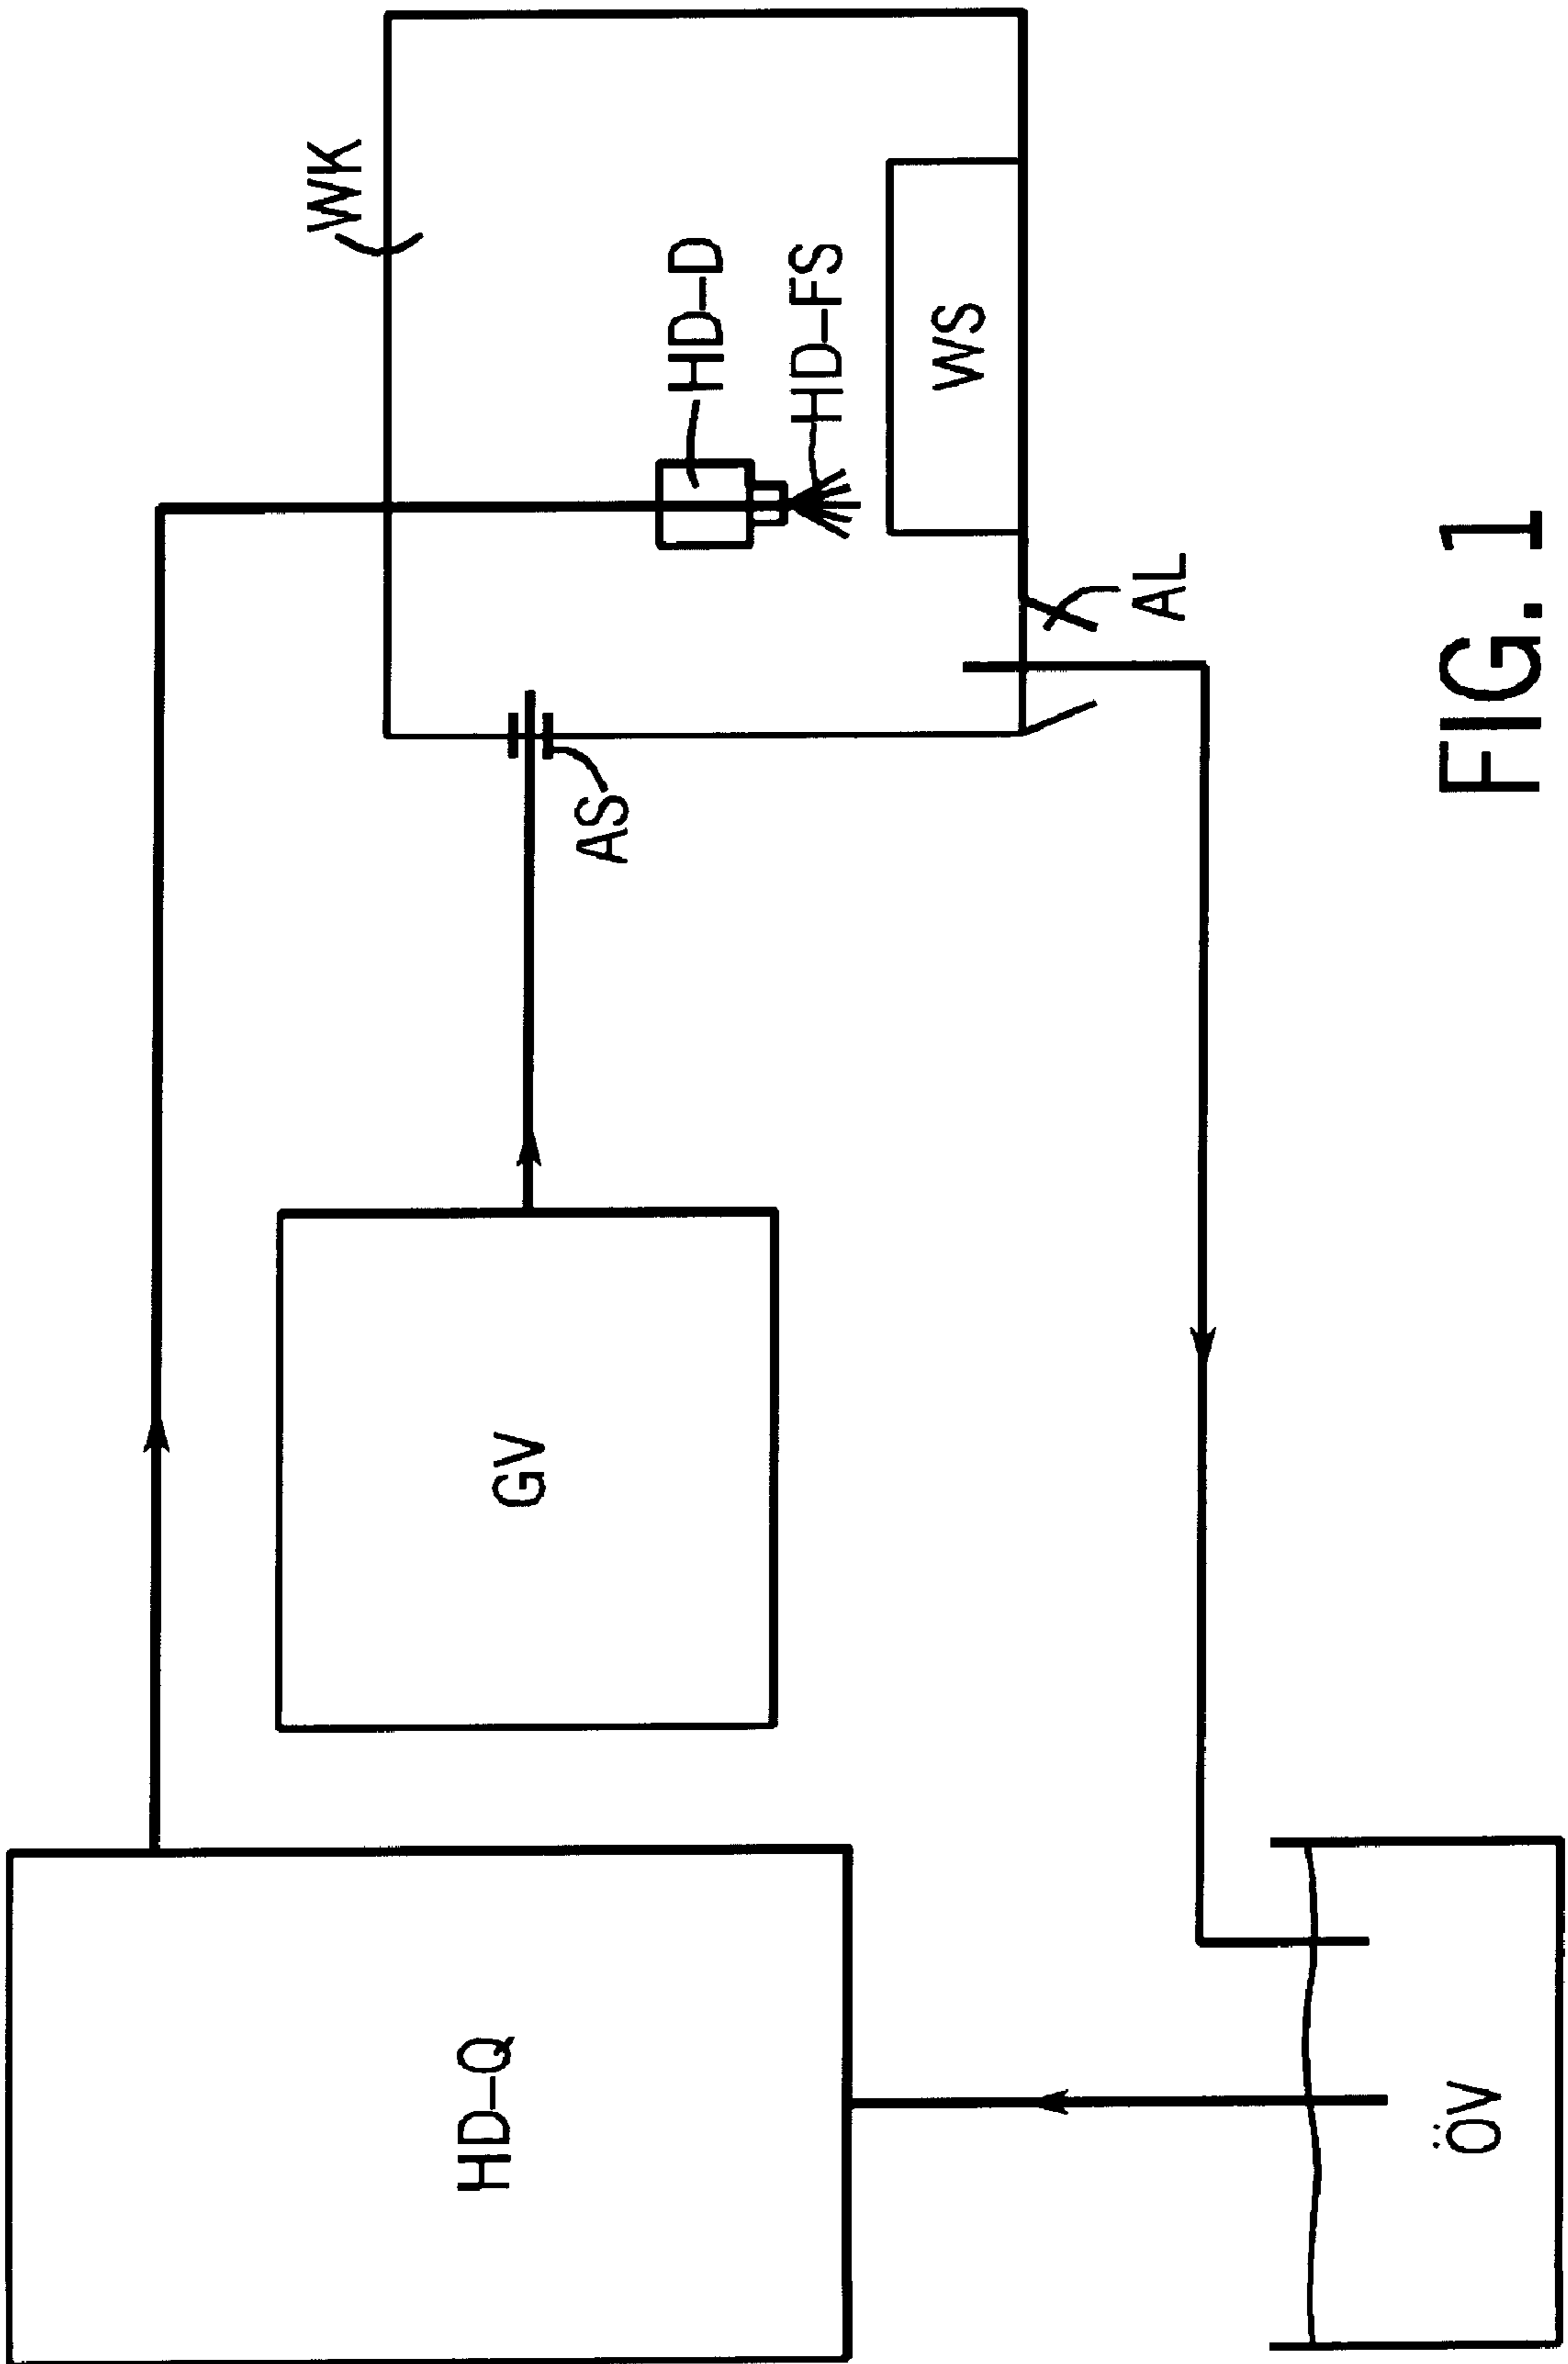 HD-Q
GV
WK
AS
HD-D
HD-FS
WS
AL
ÖV
FIG. 1